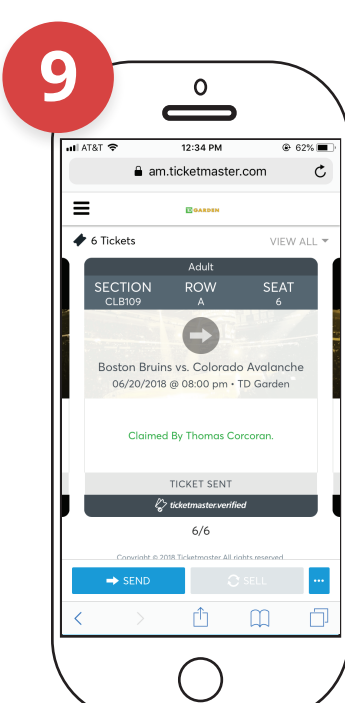 9
AT&T 12:34 PM 62%
am.ticketmaster.com
TD GARDEN
6 Tickets VIEW ALL
Adult
SECTION ROW SEAT
CLB109 A 6
Boston Bruins vs. Colorado Avalanche
06/20/2018 @ 08:00 pm • TD Garden
Claimed By Thomas Corcoran.
TICKET SENT
ticketmaster.verified
6/6
Copyright © 2018 Ticketmaster All rights reserved
SEND SELL ...